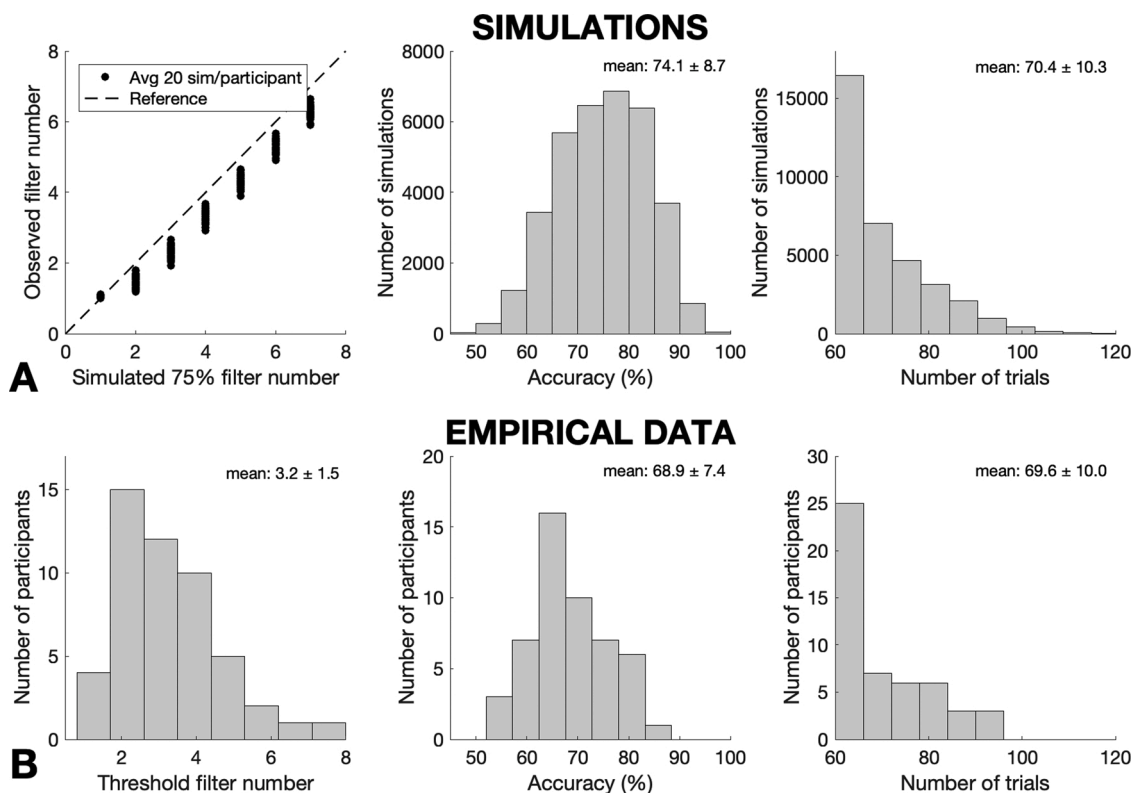 SIMULATIONS
8
6
4
2
0
0 2 4 6 8
Observed filter number
Simulated 75% filter number
Avg 20 sim/participant
Reference
A
8000
6000
4000
2000
0
50 60 70 80 90 100
Number of simulations
Accuracy (%)
mean: 74.1 ± 8.7
15000
10000
5000
0
60 80 100 120
Number of simulations
Number of trials
mean: 70.4 ± 10.3
EMPIRICAL DATA
15
10
5
0
2 4 6 8
Number of participants
Threshold filter number
mean: 3.2 ± 1.5
B
20
15
10
5
0
50 60 70 80 90 100
Number of participants
Accuracy (%)
mean: 68.9 ± 7.4
30
25
20
15
10
5
0
60 80 100 120
Number of participants
Number of trials
mean: 69.6 ± 10.0